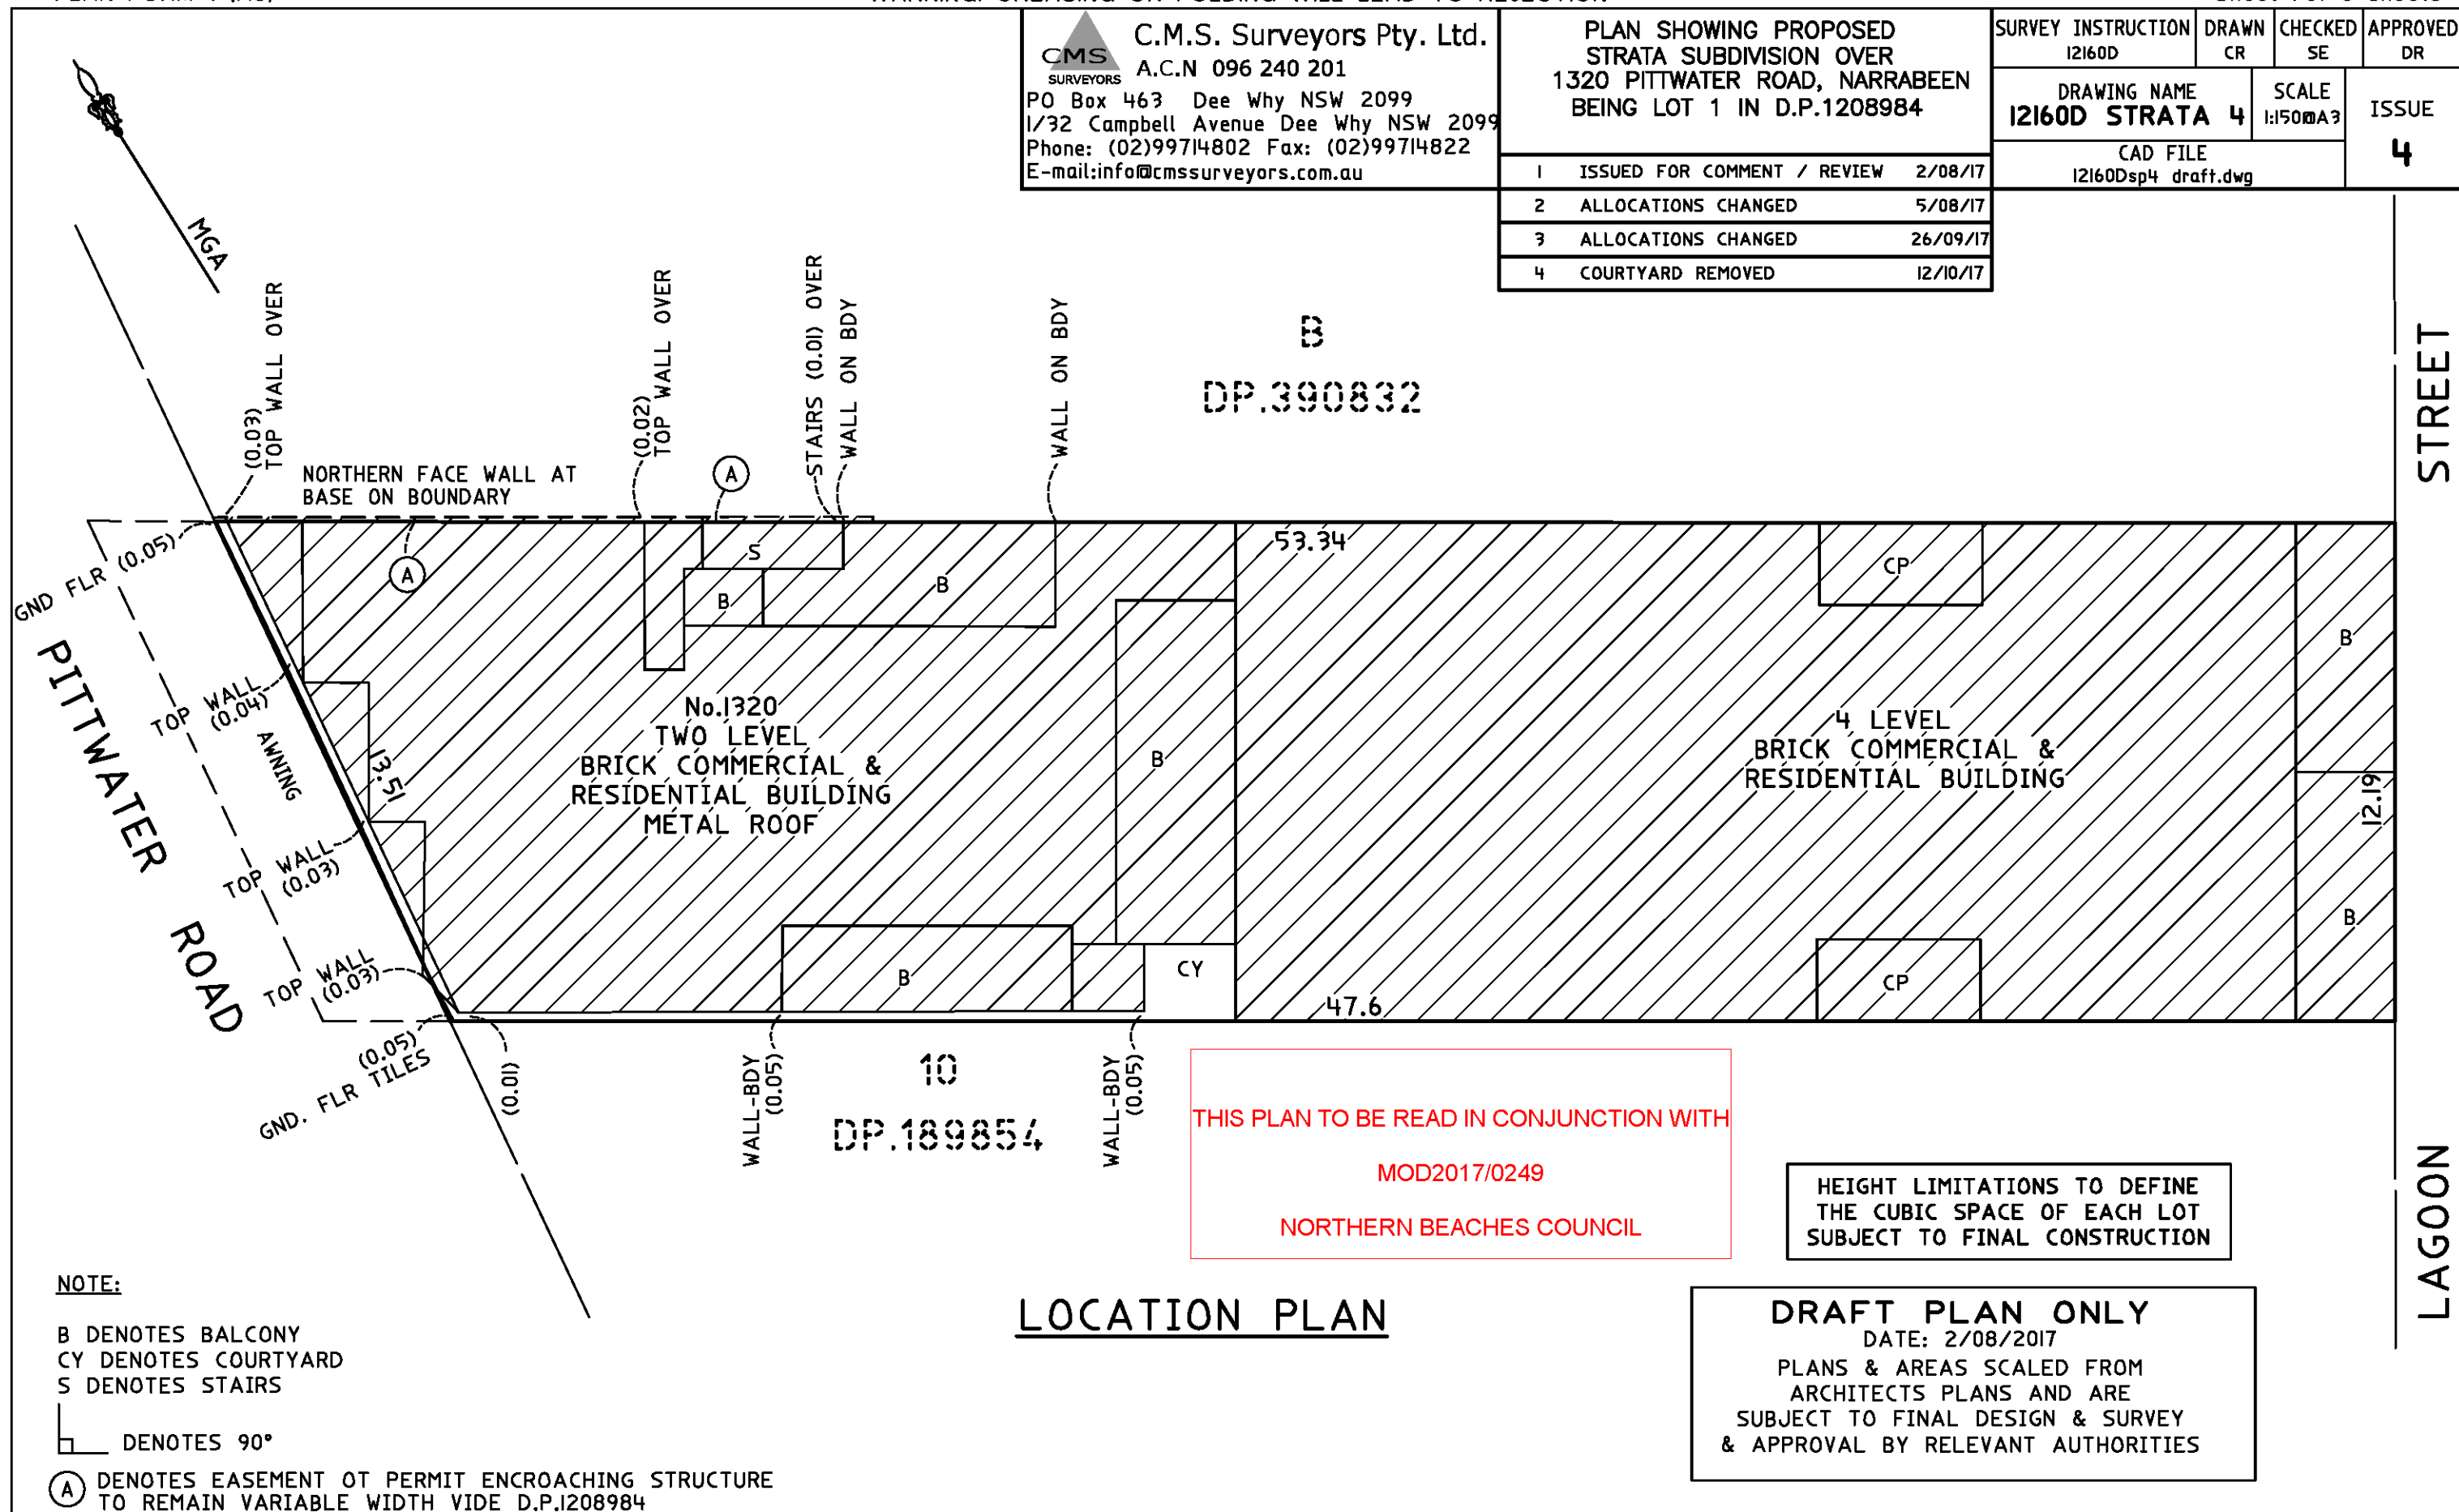 C.M.S. Surveyors Pty. Ltd.
CMS
SURVEYORS
A.C.N 096 240 201
PO Box 463 Dee Why NSW 2099
1/32 Campbell Avenue Dee Why NSW 2099
Phone: (02)99714802 Fax: (02)99714822
E-mail:info@cmssurveyors.com.au
PLAN SHOWING PROPOSED
STRATA SUBDIVISION OVER
1320 PITTWATER ROAD, NARRABEEN
BEING LOT 1 IN D.P.1208984
1 ISSUED FOR COMMENT / REVIEW 2/08/17
2 ALLOCATIONS CHANGED 5/08/17
3 ALLOCATIONS CHANGED 26/09/17
4 COURTYARD REMOVED 12/10/17
SURVEY INSTRUCTION
12160D
DRAWN
CR
CHECKED
SE
APPROVED
DR
DRAWING NAME
12160D STRATA 4
SCALE
1:150@A3
ISSUE
4
CAD FILE
12160Dsp4 draft.dwg
MGA
(0.03)
TOP WALL OVER
(0.02)
TOP WALL OVER
STAIRS (0.01) OVER
WALL ON BDY
WALL ON BDY
B
DP.390832
STREET
NORTHERN FACE WALL AT
BASE ON BOUNDARY
A
A
GND FLR (0.05)
S
B
B
53.34
CP
B
PITTWATER
TOP WALL
(0.04)
AWNING
13.51
No.1320
TWO LEVEL
BRICK COMMERCIAL &
RESIDENTIAL BUILDING
METAL ROOF
B
4 LEVEL
BRICK COMMERCIAL &
RESIDENTIAL BUILDING
12.19
TOP WALL
(0.03)
ROAD
TOP WALL
(0.03)
B
CY
47.6
CP
B
(0.05)
GND. FLR TILES
(0.01)
WALL-BDY
(0.05)
10
DP.189854
WALL-BDY
(0.05)
THIS PLAN TO BE READ IN CONJUNCTION WITH
MOD2017/0249
NORTHERN BEACHES COUNCIL
HEIGHT LIMITATIONS TO DEFINE
THE CUBIC SPACE OF EACH LOT
SUBJECT TO FINAL CONSTRUCTION
LAGOON
NOTE:
B DENOTES BALCONY
CY DENOTES COURTYARD
S DENOTES STAIRS
DENOTES 90°
A DENOTES EASEMENT OT PERMIT ENCROACHING STRUCTURE
TO REMAIN VARIABLE WIDTH VIDE D.P.1208984
LOCATION PLAN
DRAFT PLAN ONLY
DATE: 2/08/2017
PLANS & AREAS SCALED FROM
ARCHITECTS PLANS AND ARE
SUBJECT TO FINAL DESIGN & SURVEY
& APPROVAL BY RELEVANT AUTHORITIES